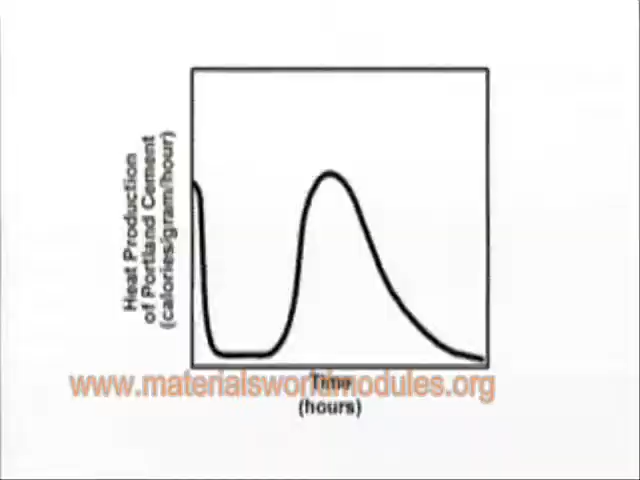 Heat Production
of Portland Cement
(calories/gram/hour)
www.materialsworldmodules.org
Time
(hours)